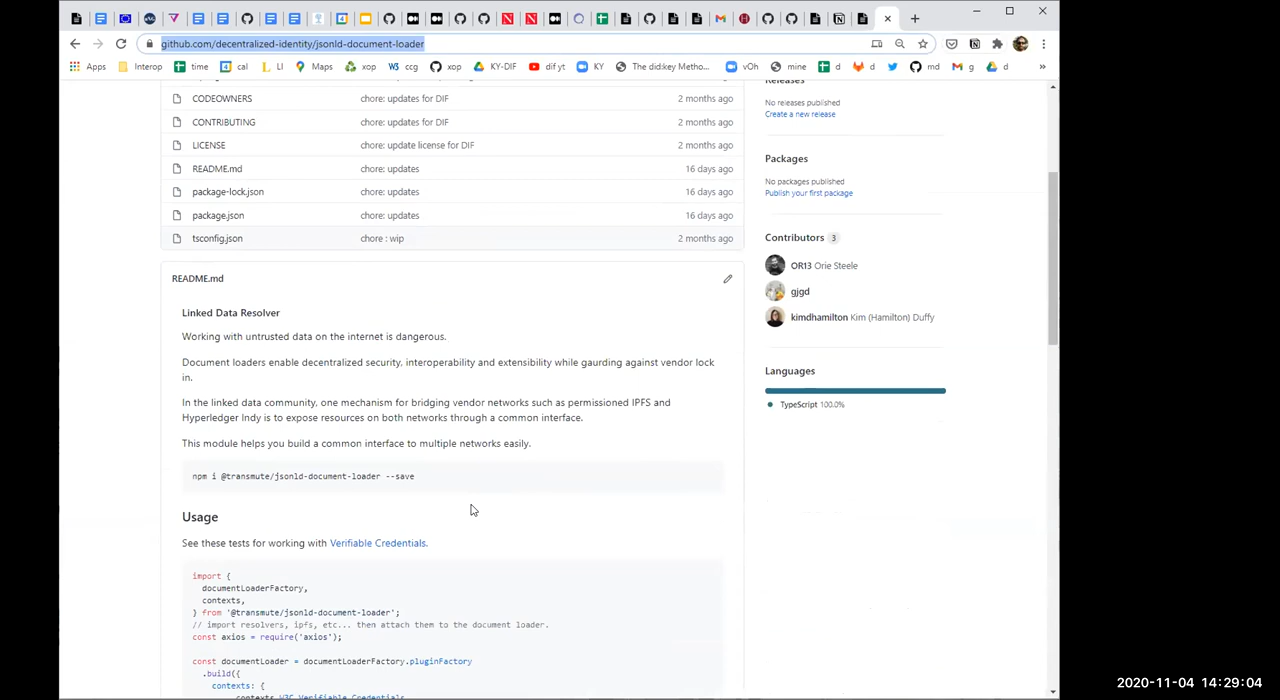 github.com/decentralized-identity/jsonld-document-loader
Apps Interop time cal LI Maps xop ccg xop KY-DIF dif yt KY The did:key Metho... vOh mine d d md g d »
Releases
CODEOWNERS chore: updates for DIF 2 months ago
No releases published
Create a new release
CONTRIBUTING chore: updates for DIF 2 months ago
LICENSE chore: update license for DIF 2 months ago
README.md chore: updates 16 days ago
package-lock.json chore: updates 16 days ago
package.json chore: updates 16 days ago
tsconfig.json chore : wip 2 months ago
Packages
No packages published
Publish your first package
Contributors 3
OR13 Orie Steele
gjgd
kimdhamilton Kim (Hamilton) Duffy
Languages
TypeScript 100.0%
README.md
Linked Data Resolver
Working with untrusted data on the internet is dangerous.
Document loaders enable decentralized security, interoperability and extensibility while gaurding against vendor lock
in.
In the linked data community, one mechanism for bridging vendor networks such as permissioned IPFS and
Hyperledger Indy is to expose resources on both networks through a common interface.
This module helps you build a common interface to multiple networks easily.
npm i @transmute/jsonld-document-loader --save
Usage
See these tests for working with Verifiable Credentials.
import {
documentLoaderFactory,
contexts,
} from '@transmute/jsonld-document-loader';
// import resolvers, ipfs, etc... then attach them to the document loader.
const axios = require('axios');
const documentLoader = documentLoaderFactory.pluginFactory
.build({
contexts: {
...contexts.W3C_Verifiable_Credentials,
2020-11-04 14:29:04